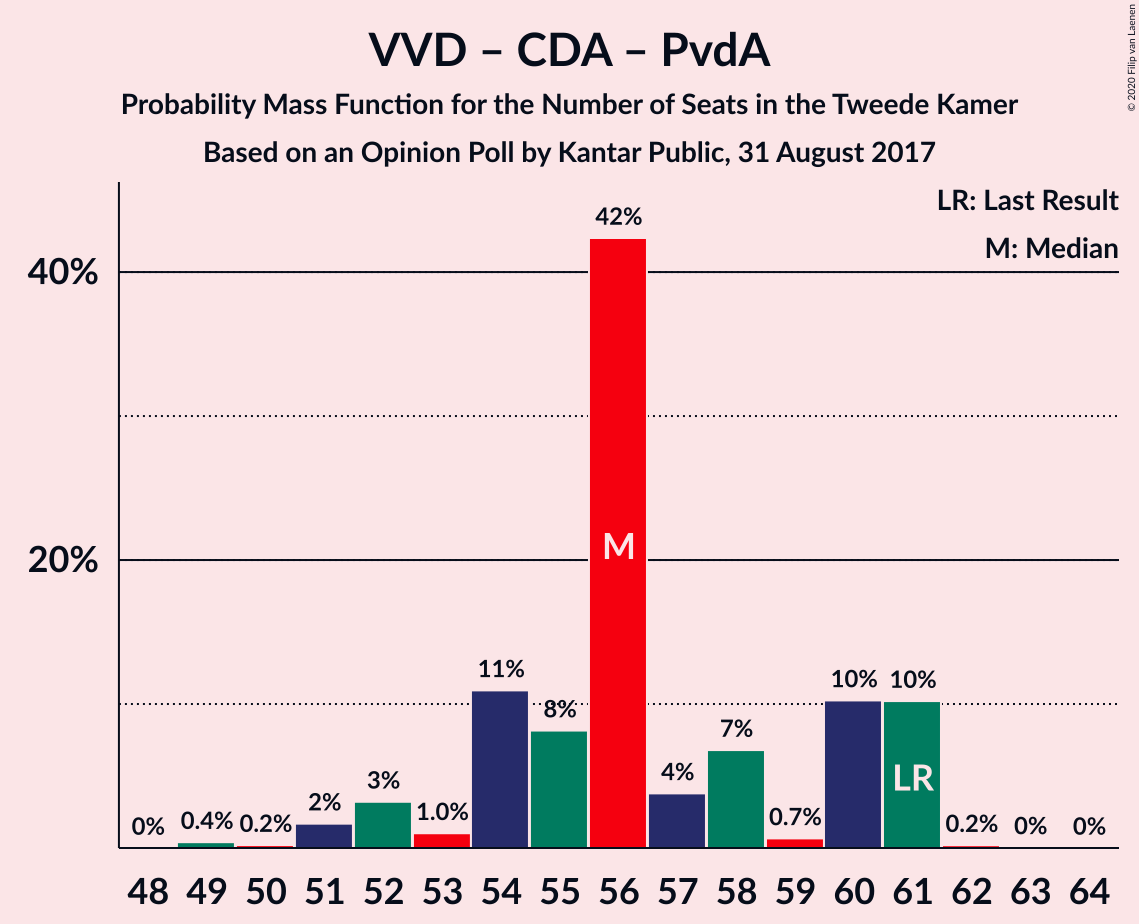 VVD – CDA – PvdA
Probability Mass Function for the Number of Seats in the Tweede Kamer
Based on an Opinion Poll by Kantar Public, 31 August 2017
© 2020 Filip van Laenen
LR: Last Result
M: Median
40%
20%
0% 0.4% 0.2% 2% 3% 1.0% 11% 8% 42% 4% 7% 0.7% 10% 10% 0.2% 0% 0%
M
LR
48 49 50 51 52 53 54 55 56 57 58 59 60 61 62 63 64